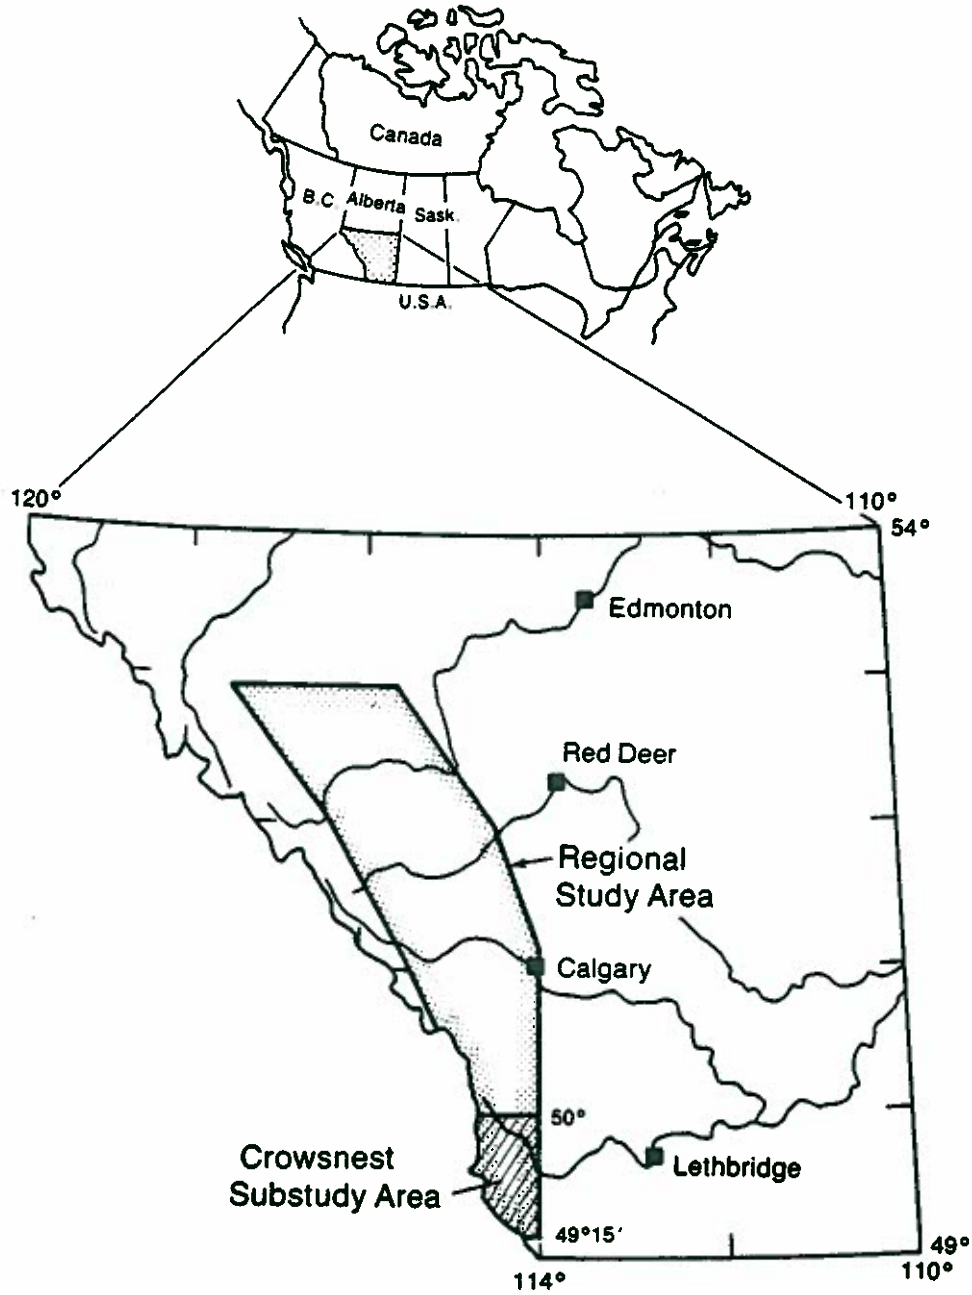 Canada
B.C.
Alberta
Sask.
U.S.A.
120°
110°
54°
Edmonton
Red Deer
Regional
Study Area
Calgary
50°
Crowsnest
Substudy Area
Lethbridge
49°15′
49°
114°
110°